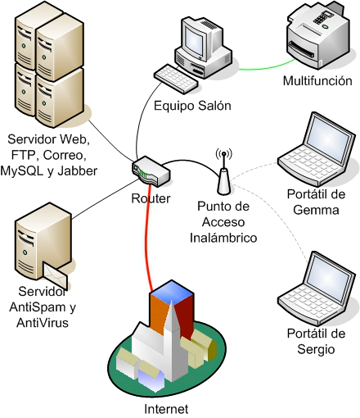 Equipo Salón
Multifunción
Servidor Web,
FTP, Correo,
MySQL y Jabber
Router
Punto de
Acceso
Inalámbrico
Portátil de
Gemma
Servidor
AntiSpam y
AntiVirus
Portátil de
Sergio
Internet